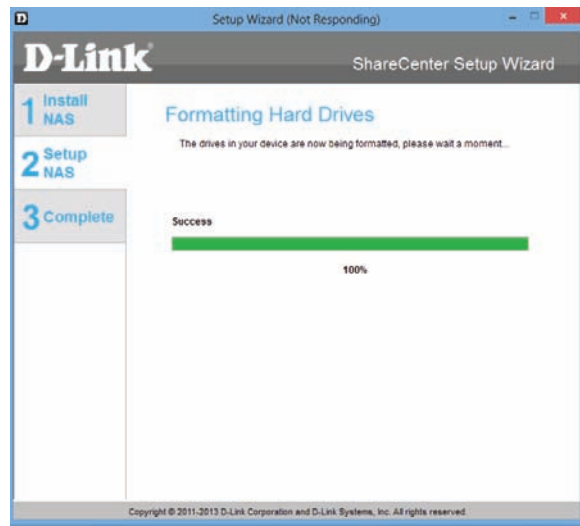 Setup Wizard (Not Responding)
D-Link
ShareCenter Setup Wizard
1 Install
NAS
2 Setup
NAS
3 Complete
Formatting Hard Drives
The drives in your device are now being formatted, please wait a moment...
Success
100%
Copyright © 2011-2013 D-Link Corporation and D-Link Systems, Inc. All rights reserved.